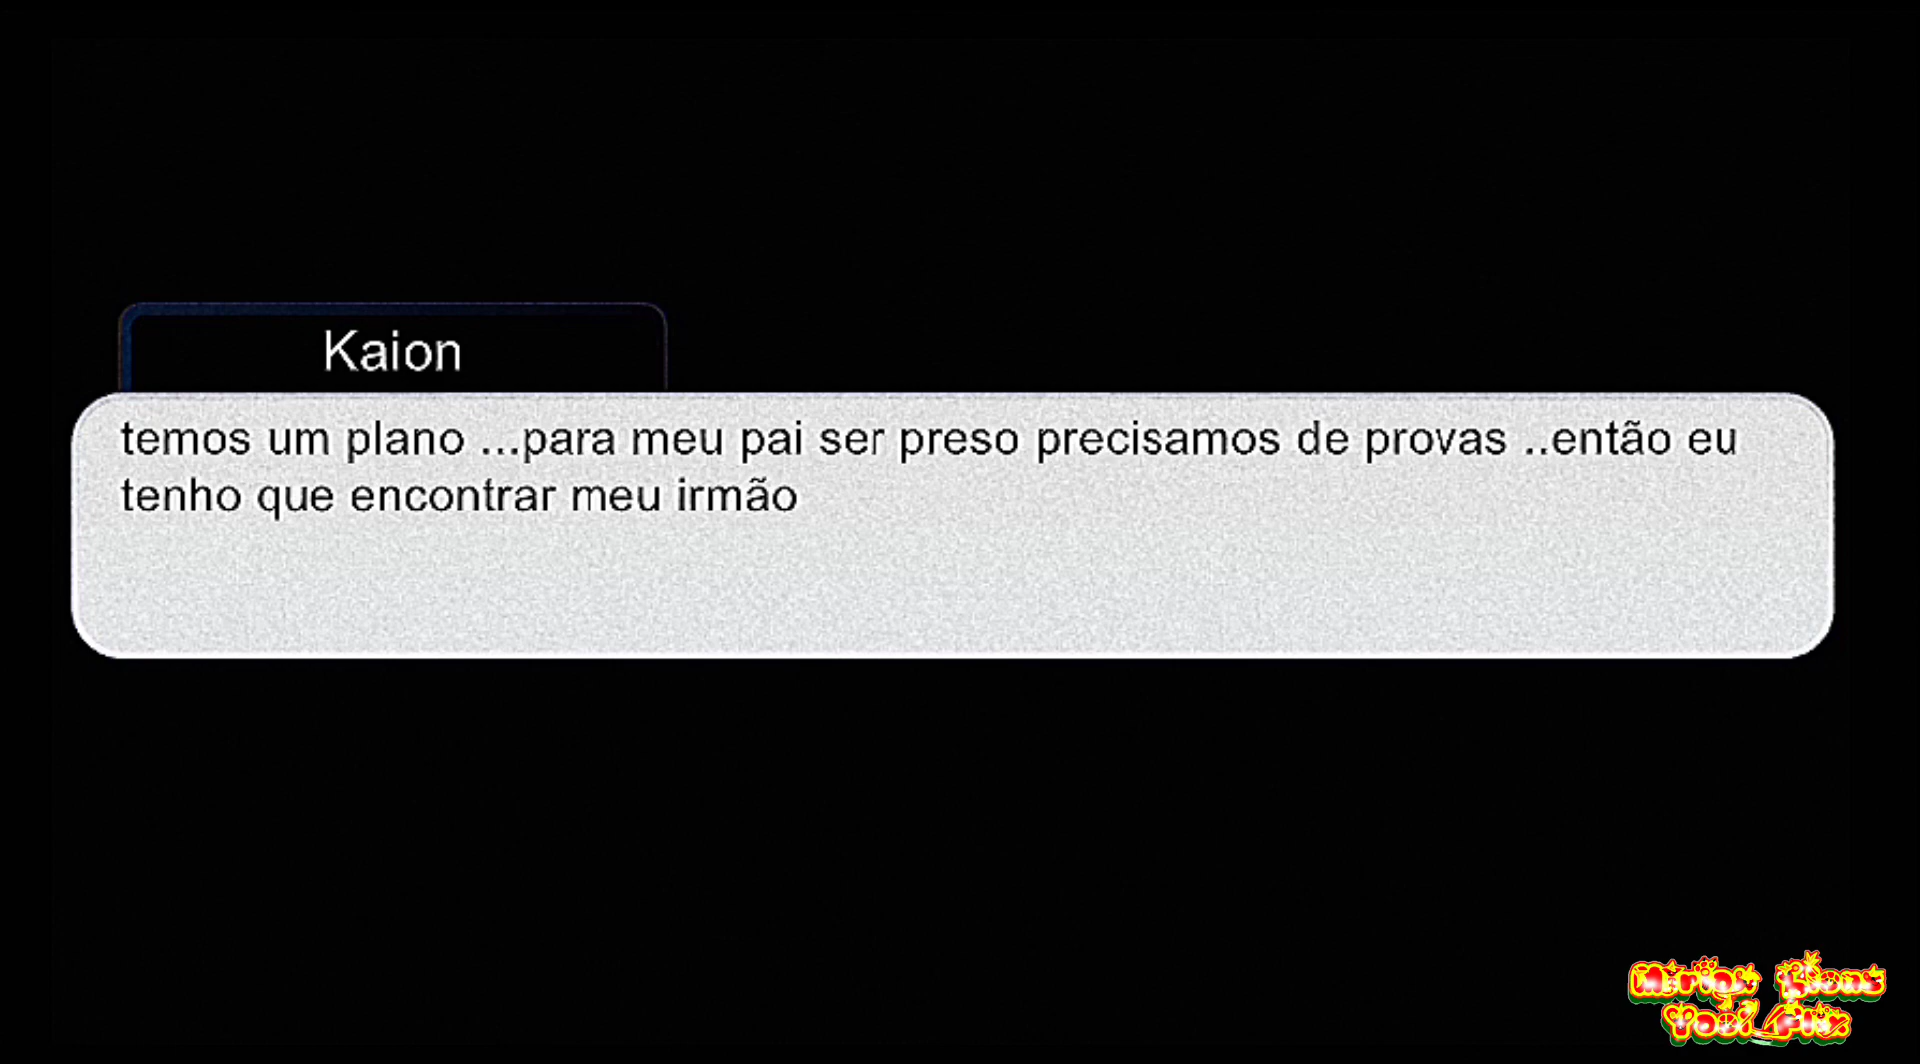 Kaion
temos um plano ...para meu pai ser preso precisamos de provas ..então eu
tenho que encontrar meu irmão